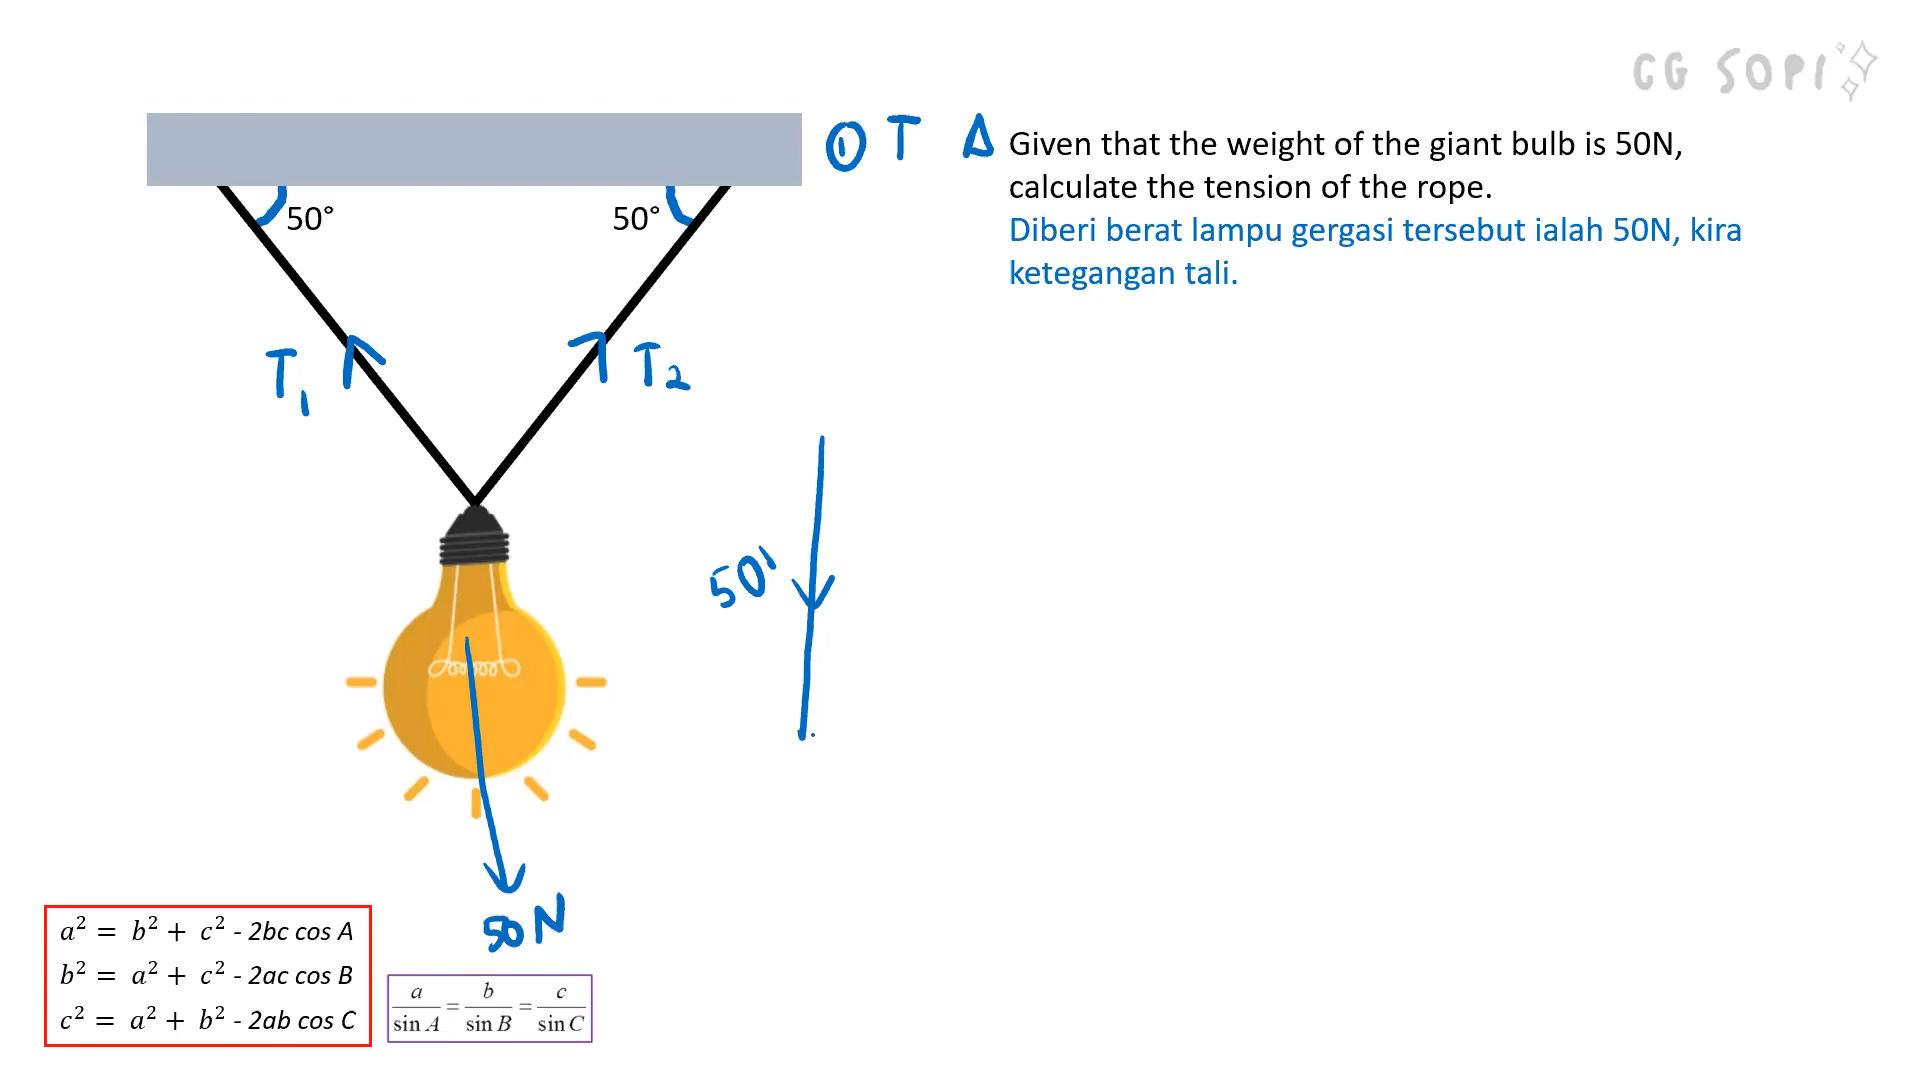 CG SOPI
① T Δ
Given that the weight of the giant bulb is 50N,
calculate the tension of the rope.
Diberi berat lampu gergasi tersebut ialah 50N, kira
ketegangan tali.
50° 50°
T₁ T₂
50
50 N
a² = b² + c² - 2bc cos A
b² = a² + c² - 2ac cos B
c² = a² + b² - 2ab cos C
a/sin A = b/sin B = c/sin C